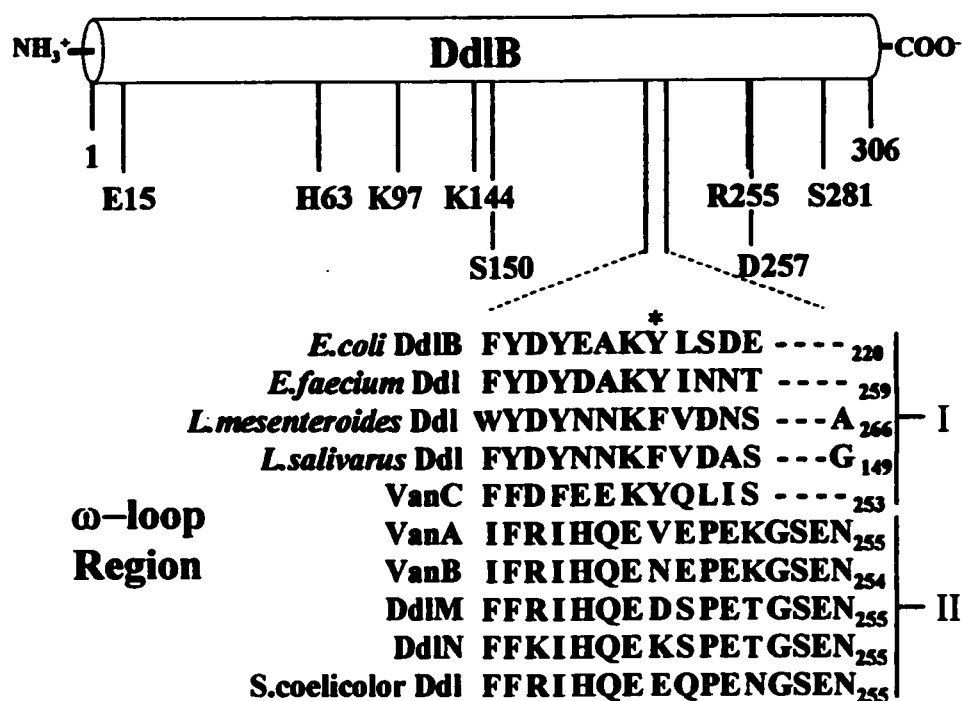 NH₃⁺ DdlB COO⁻
1 306
E15 H63 K97 K144 R255 S281
S150 D257
*
E.coli DdlB FYDYEAKYLSDE ----220
E.faecium Ddl FYDYDAKYINNT ----259
L.mesenteroides Ddl WYDYNNKFVDNS ---A266
L.salivarus Ddl FYDYNNKFVDAS ---G149
VanC FFDFEEKYQLIS ----253
I
ω-loop
Region
VanA IFRIHQEVEPEKGSEN255
VanB IFRIHQENEPEKGSEN254
DdlM FFRIHQEDSPETGSEN255
DdlN FFKIHQEKSPETGSEN255
S.coelicolor Ddl FFRIHQEEQPENGSEN255
II